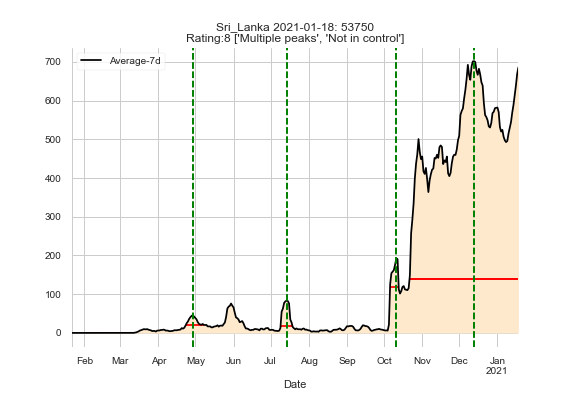 Sri_Lanka 2021-01-18: 53750
Rating:8 ['Multiple peaks', 'Not in control']
Average-7d
700
600
500
400
300
200
100
0
Feb Mar Apr May Jun Jul Aug Sep Oct Nov Dec Jan
2021
Date